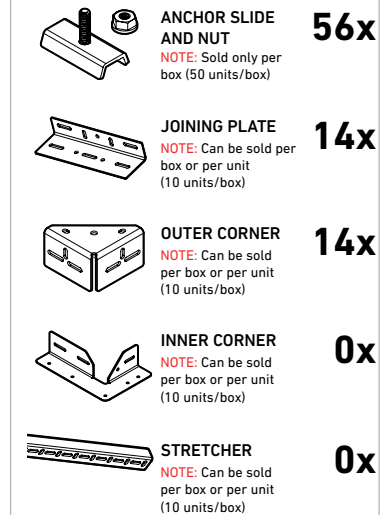 ANCHOR SLIDE
AND NUT
NOTE: Sold only per
box (50 units/box)
56x
JOINING PLATE
NOTE: Can be sold per
box or per unit
(10 units/box)
14x
OUTER CORNER
NOTE: Can be sold
per box or per unit
(10 units/box)
14x
INNER CORNER
NOTE: Can be sold
per box or per unit
(10 units/box)
0x
STRETCHER
NOTE: Can be sold
per box or per unit
(10 units/box)
0x